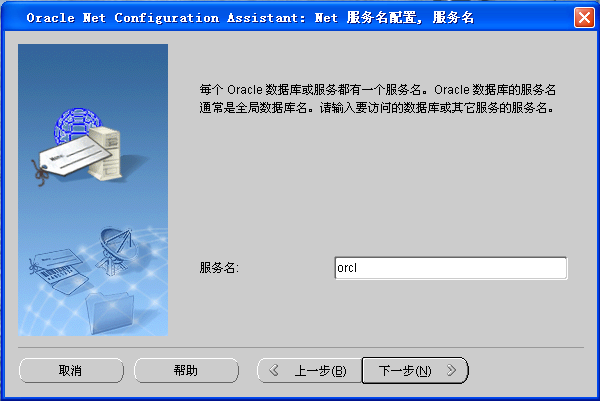 Oracle Net Configuration Assistant: Net 服务名配置, 服务名
每个 Oracle 数据库或服务都有一个服务名。Oracle 数据库的服务名
通常是全局数据库名。请输入要访问的数据库或其它服务的服务名。
服务名: orcl
取消 帮助 上一步(B) 下一步(N)